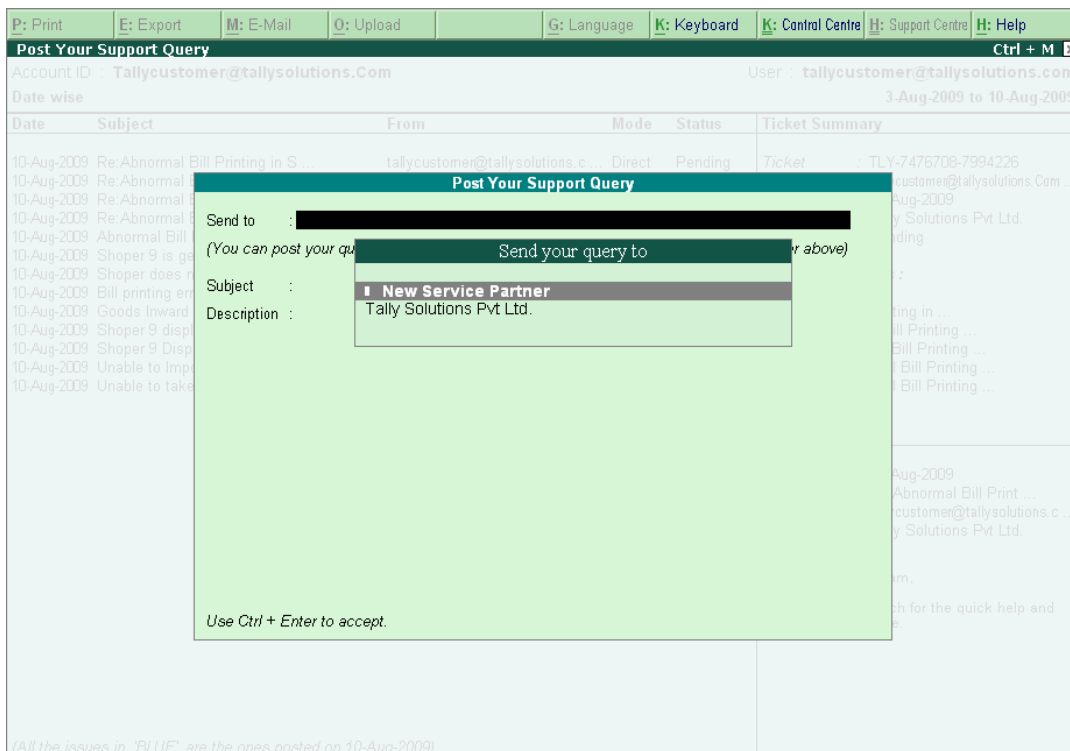 P: Print E: Export M: E-Mail O: Upload G: Language K: Keyboard K: Control Centre H: Support Centre H: Help
Post Your Support Query Ctrl + M
Account ID : Tallycustomer@tallysolutions.Com User : tallycustomer@tallysolutions.com
Date wise 3-Aug-2009 to 10-Aug-2009
Date Subject From Mode Status Ticket Summary
10-Aug-2009 Re:Abnormal Bill Printing in S ... tallycustomer@tallysolutions.c ... Direct Pending Ticket : TLY-7476708-7994226
Post Your Support Query
10-Aug-2009 Re:Abnormal customer@tallysolutions.Com ...
10-Aug-2009 Re:Abnormal Aug-2009
10-Aug-2009 Re:Abnormal Solutions Pvt Ltd.
Send to :
10-Aug-2009 Abnormal Bill
(You can post your above)
10-Aug-2009 Shoper 9 is
Send your query to
10-Aug-2009 Shoper does :
Subject :
10-Aug-2009 Bill printing
New Service Partner
10-Aug-2009 Goods Inward in ...
Description : Tally Solutions Pvt Ltd.
10-Aug-2009 Shoper 9 Printing ...
10-Aug-2009 Shoper 9 Disp Bill Printing ...
10-Aug-2009 Unable to Bill Printing ...
10-Aug-2009 Unable to take Bill Printing ...
Aug-2009
Abnormal Bill Print ...
customer@tallysolutions.c ...
Solutions Pvt Ltd.
for the quick help and
Use Ctrl + Enter to accept.
(All the issues in 'BLUE' are the ones posted on 10-Aug-2009)